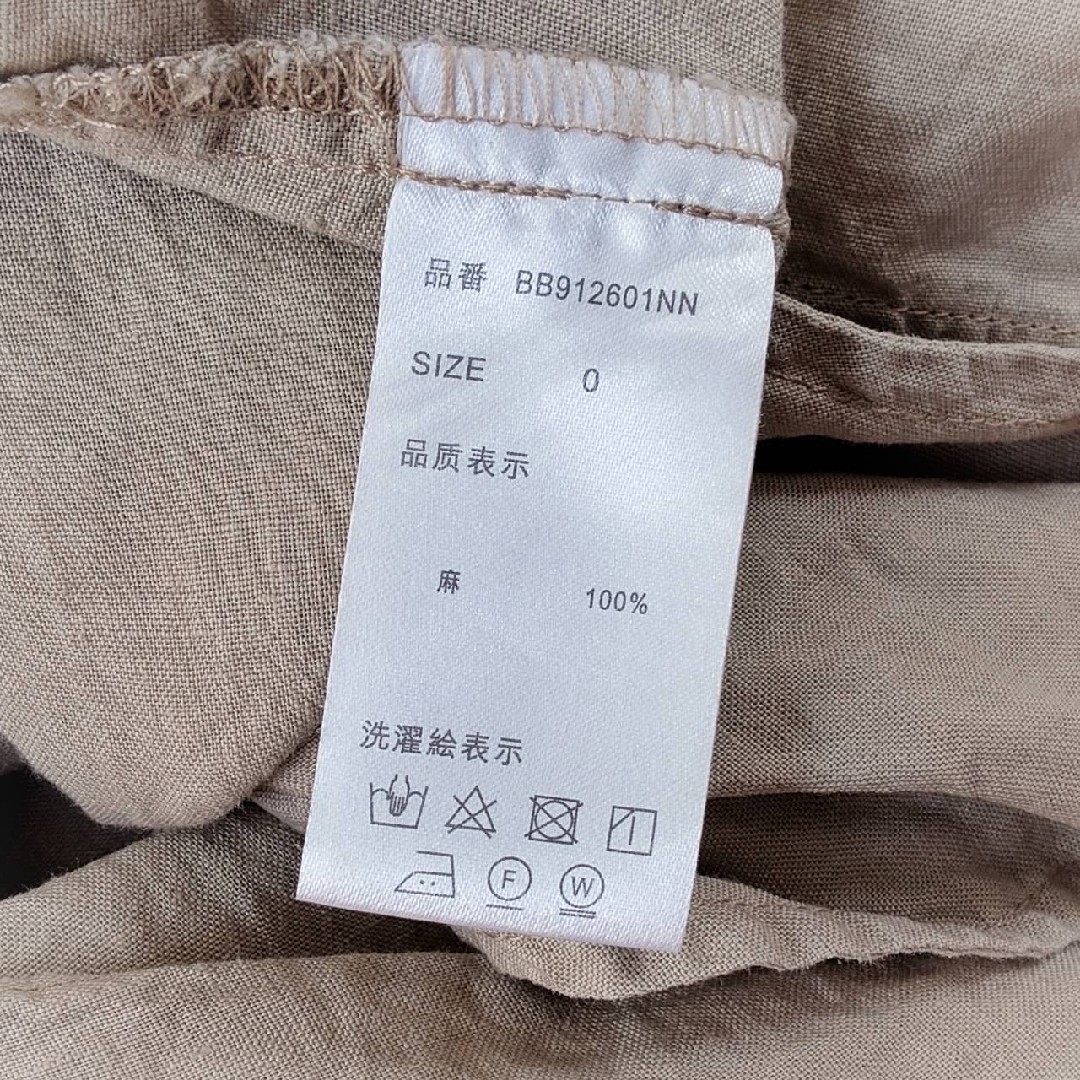 品番 BB912601NN
SIZE 0
品质表示
麻 100%
洗濯絵表示
F W